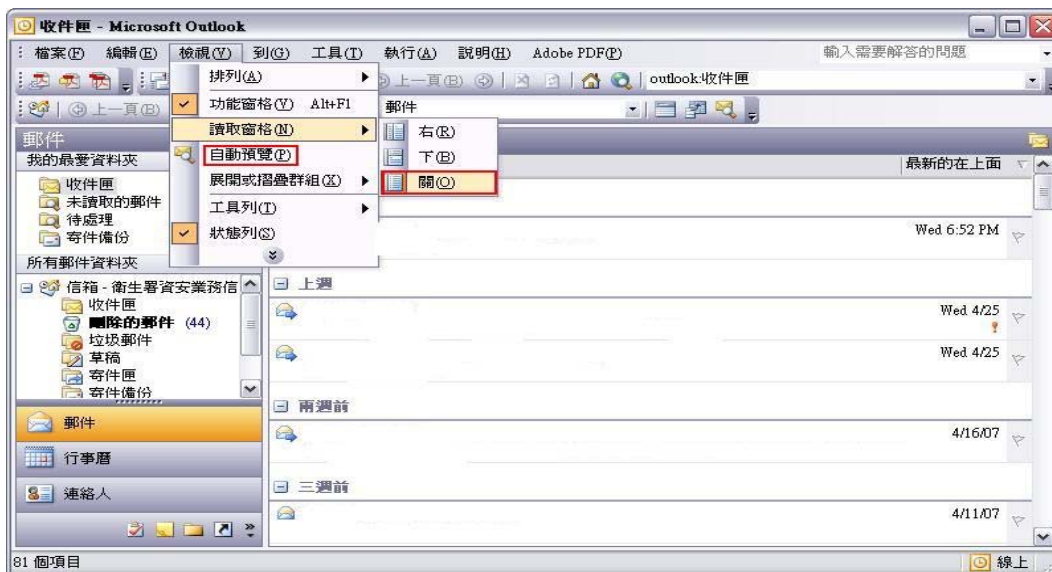 收件匣 - Microsoft Outlook
檔案(F) 編輯(E) 檢視(V) 到(G) 工具(T) 執行(A) 說明(H) Adobe PDF(P) 輸入需要解答的問題
上一頁(B) outlook:收件匣
上一頁(B) 郵件
排列(A)
功能窗格(V) Alt+F1
讀取窗格(N)
自動預覽(P)
展開或摺疊群組(X)
工具列(T)
狀態列(S)
右(R)
下(B)
關(O)
郵件
我的最愛資料夾
收件匣
未讀取的郵件
待處理
寄件備份
所有郵件資料夾
信箱 - 衛生署資安業務信
收件匣
刪除的郵件 (44)
垃圾郵件
草稿
寄件匣
寄件備份
郵件
行事曆
連絡人
最新的在上面
Wed 6:52 PM
上週
Wed 4/25
Wed 4/25
兩週前
4/16/07
三週前
4/11/07
81 個項目
線上